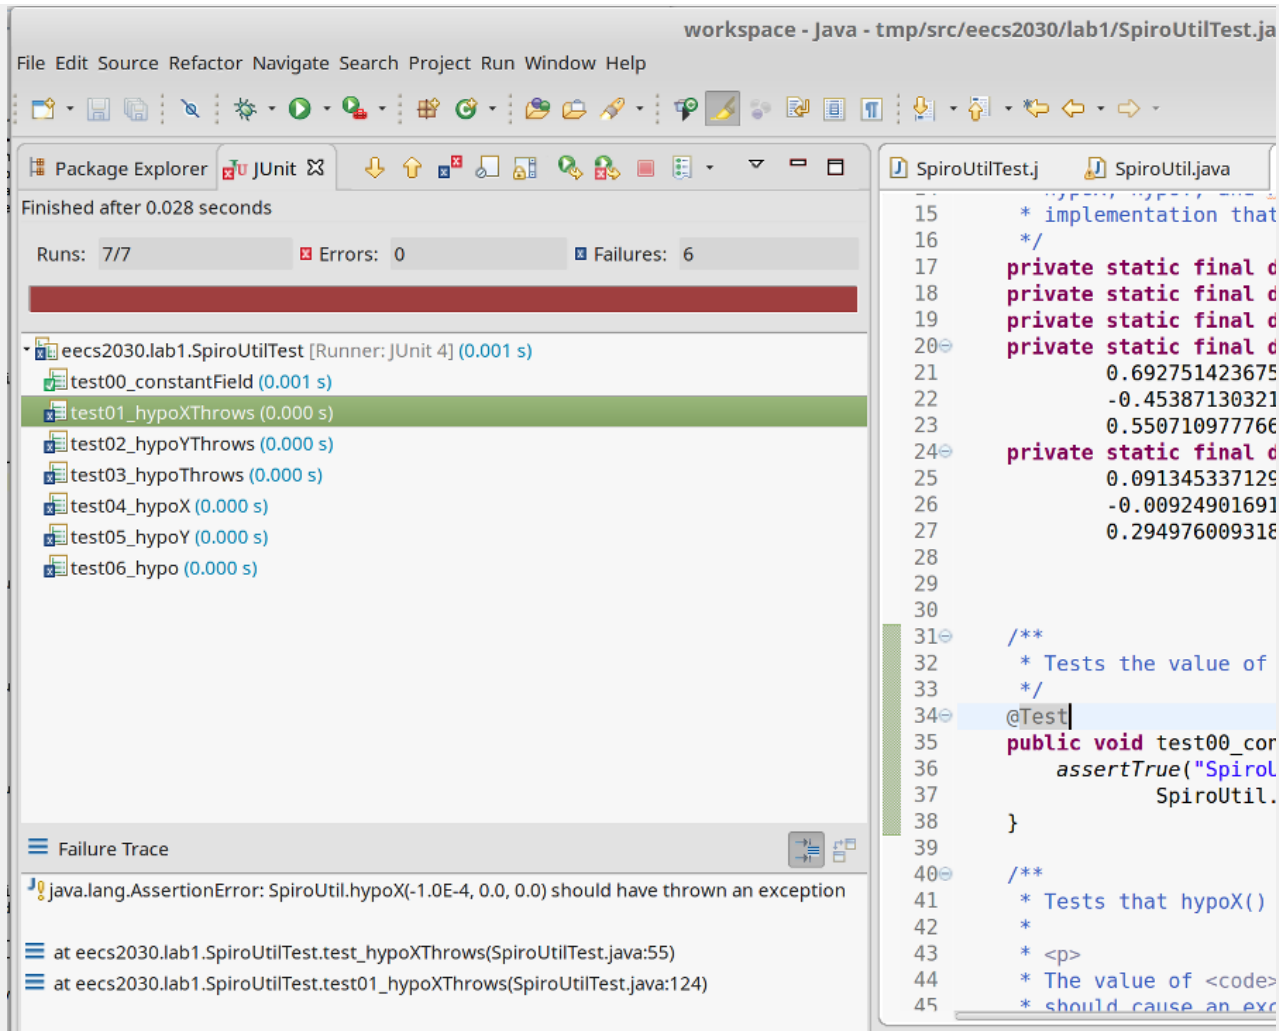 workspace - Java - tmp/src/eecs2030/lab1/SpiroUtilTest.ja
File Edit Source Refactor Navigate Search Project Run Window Help
Package Explorer JUnit
Finished after 0.028 seconds
Runs: 7/7 Errors: 0 Failures: 6
eecs2030.lab1.SpiroUtilTest [Runner: JUnit 4] (0.001 s)
test00_constantField (0.001 s)
test01_hypoXThrows (0.000 s)
test02_hypoYThrows (0.000 s)
test03_hypoThrows (0.000 s)
test04_hypoX (0.000 s)
test05_hypoY (0.000 s)
test06_hypo (0.000 s)
Failure Trace
java.lang.AssertionError: SpiroUtil.hypoX(-1.0E-4, 0.0, 0.0) should have thrown an exception
at eecs2030.lab1.SpiroUtilTest.test_hypoXThrows(SpiroUtilTest.java:55)
at eecs2030.lab1.SpiroUtilTest.test01_hypoXThrows(SpiroUtilTest.java:124)
SpiroUtilTest.j SpiroUtil.java
15 * implementation that
16 */
17 private static final d
18 private static final d
19 private static final d
20 private static final d
21 0.692751423675
22 -0.45387130321
23 0.550710977766
24 private static final d
25 0.091345337129
26 -0.00924901691
27 0.294976009318
28
29
30
31 /**
32 * Tests the value of
33 */
34 @Test
35 public void test00_con
36 assertTrue("SpiroU
37 SpiroUtil.
38 }
39
40 /**
41 * Tests that hypoX()
42 *
43 * <p>
44 * The value of <code>
45 * should cause an exc